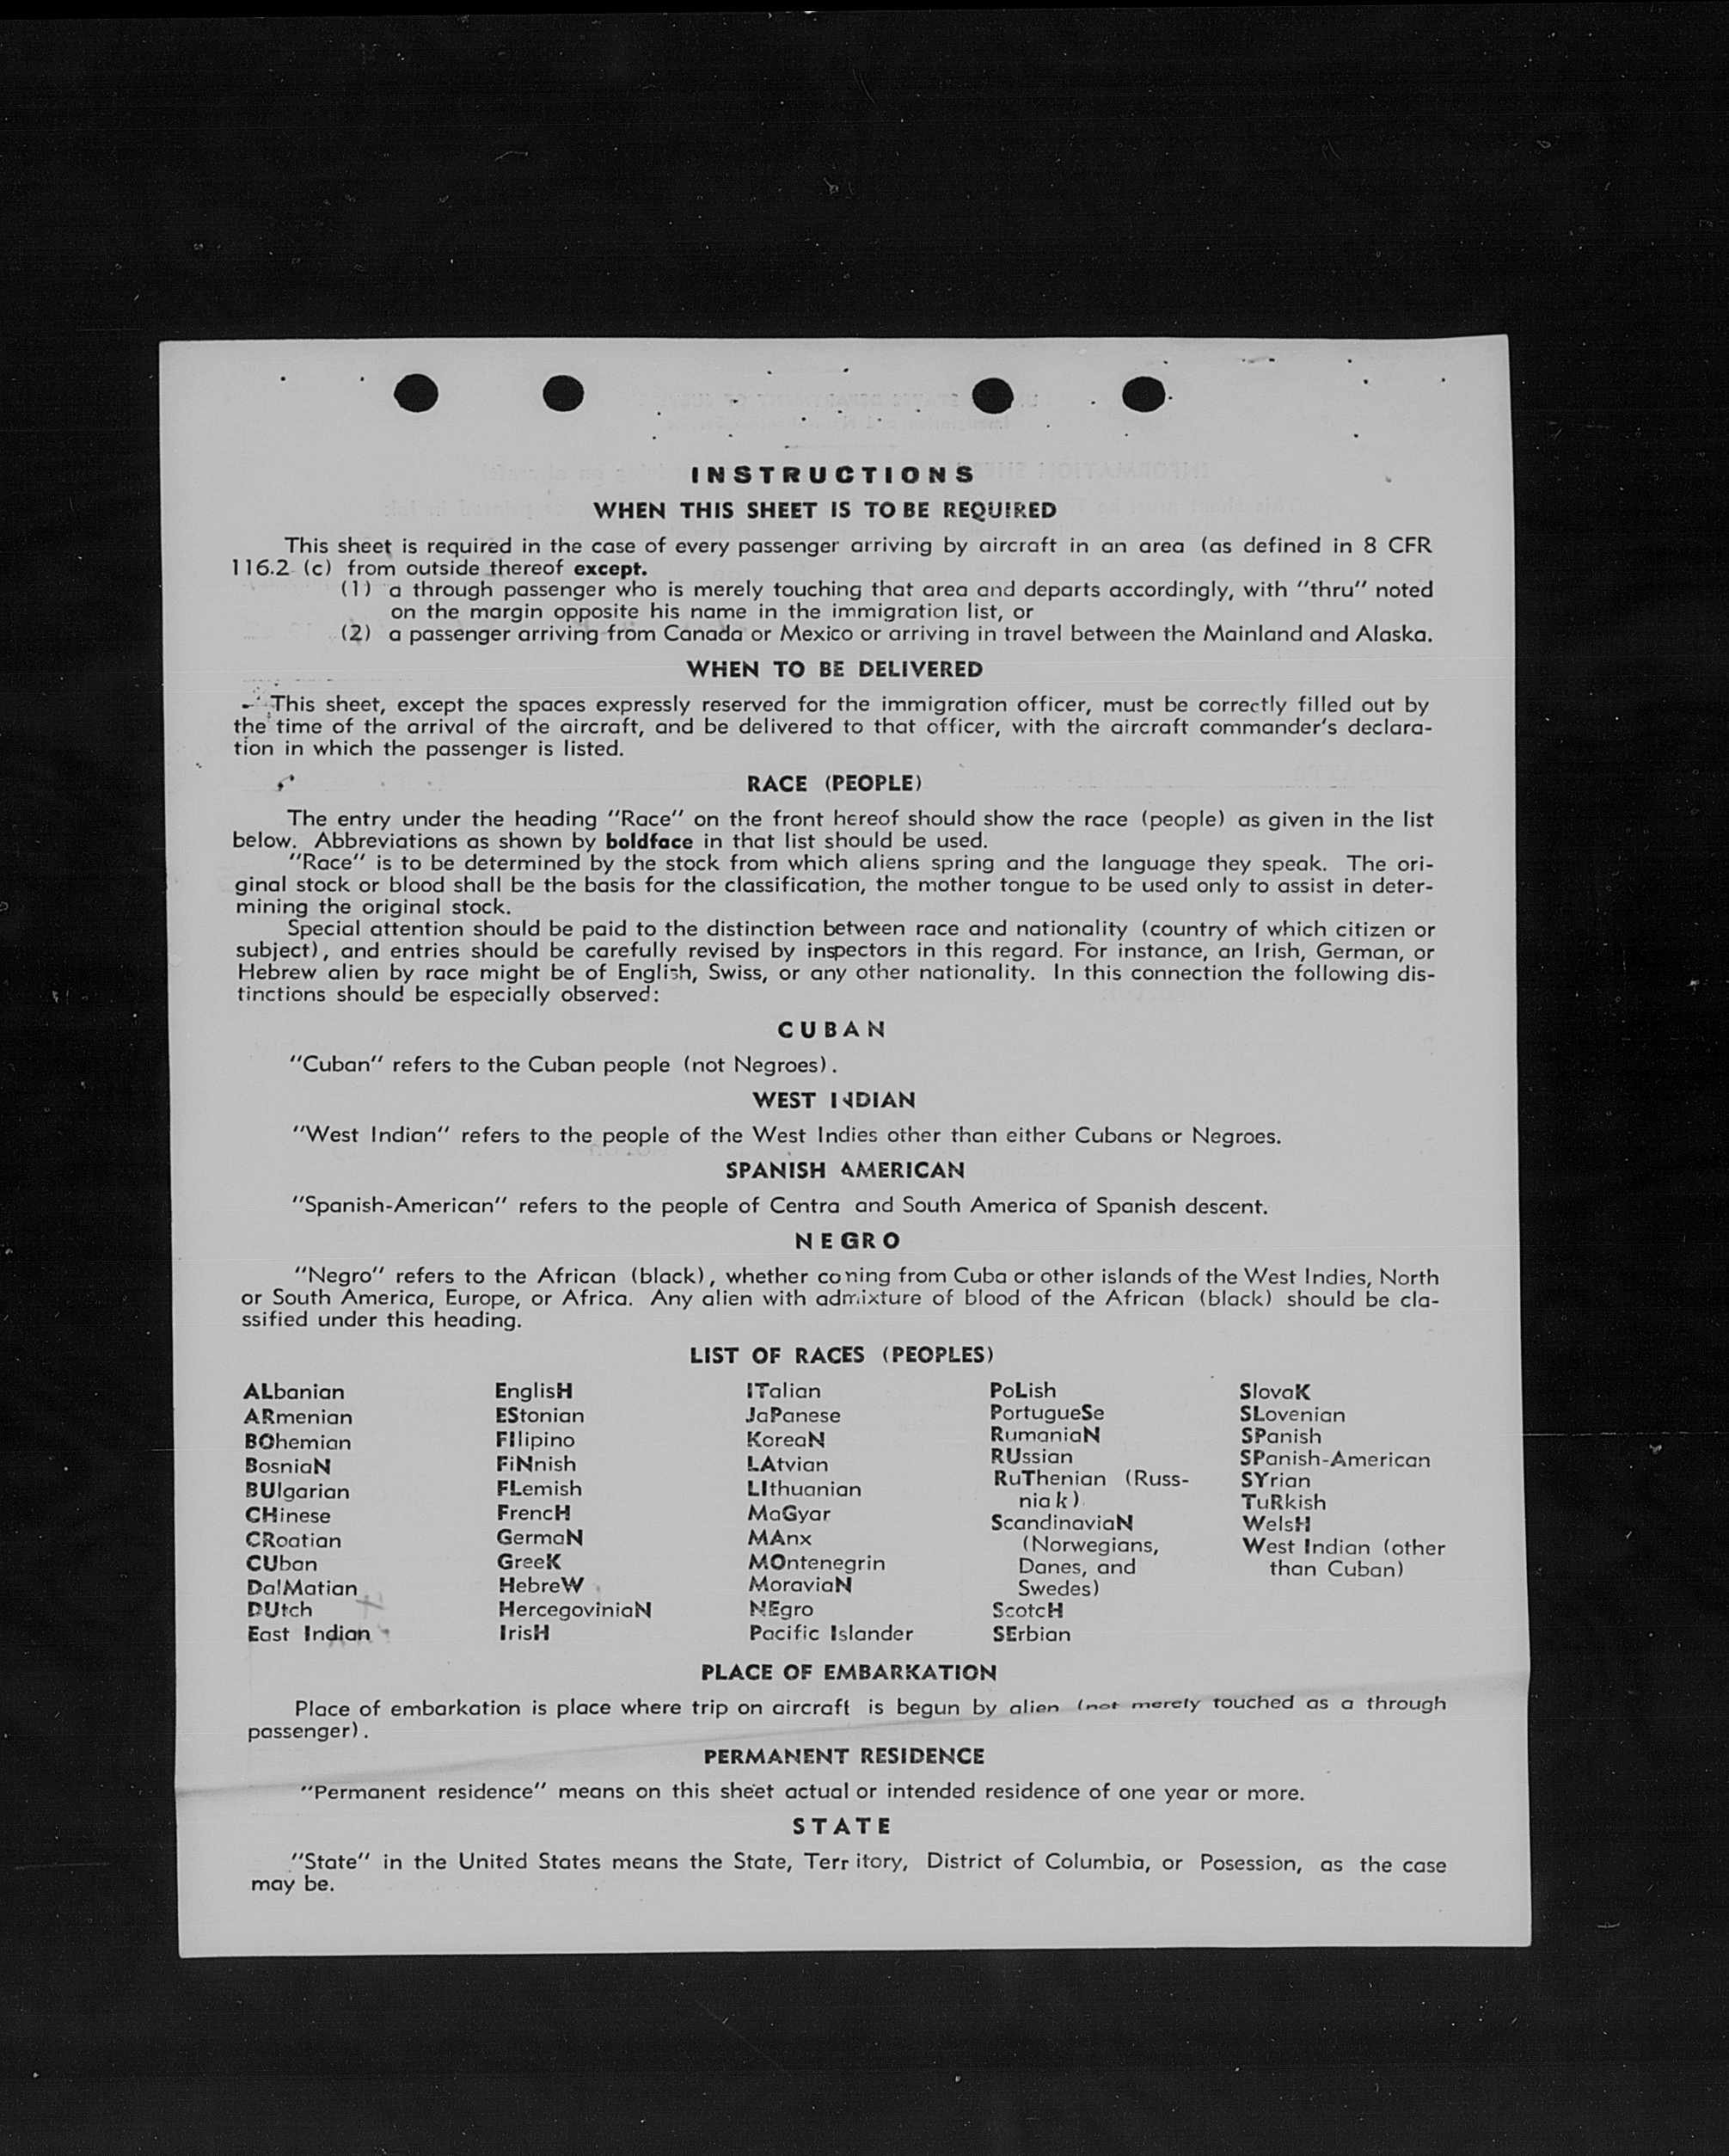 INSTRUCTIONS
WHEN THIS SHEET IS TO BE REQUIRED
This sheet is required in the case of every passenger arriving by aircraft in an area (as defined in 8 CFR
116.2 (c) from outside thereof except.
(1) a through passenger who is merely touching that area and departs accordingly, with "thru" noted
on the margin opposite his name in the immigration list, or
(2) a passenger arriving from Canada or Mexico or arriving in travel between the Mainland and Alaska.
WHEN TO BE DELIVERED
This sheet, except the spaces expressly reserved for the immigration officer, must be correctly filled out by
the time of the arrival of the aircraft, and be delivered to that officer, with the aircraft commander's declara-
tion in which the passenger is listed.
RACE (PEOPLE)
The entry under the heading "Race" on the front hereof should show the race (people) as given in the list
below. Abbreviations as shown by boldface in that list should be used.
"Race" is to be determined by the stock from which aliens spring and the language they speak. The ori-
ginal stock or blood shall be the basis for the classification, the mother tongue to be used only to assist in deter-
mining the original stock.
Special attention should be paid to the distinction between race and nationality (country of which citizen or
subject), and entries should be carefully revised by inspectors in this regard. For instance, an Irish, German, or
Hebrew alien by race might be of English, Swiss, or any other nationality. In this connection the following dis-
tinctions should be especially observed:
CUBAN
"Cuban" refers to the Cuban people (not Negroes).
WEST INDIAN
"West Indian" refers to the people of the West Indies other than either Cubans or Negroes.
SPANISH AMERICAN
"Spanish-American" refers to the people of Centra and South America of Spanish descent.
NEGRO
"Negro" refers to the African (black), whether coming from Cuba or other islands of the West Indies, North
or South America, Europe, or Africa. Any alien with admixture of blood of the African (black) should be cla-
ssified under this heading.
LIST OF RACES (PEOPLES)
ALbanian
ARmenian
BOhemian
BosniaN
BUlgarian
CHinese
CRoatian
CUban
DalMatian
DUtch
East Indian
EnglisH
EStonian
FIlipino
FiNnish
FLemish
FrencH
GermaN
GreeK
HebreW
HercegoviniaN
IrisH
ITalian
JaPanese
KoreaN
LAtvian
LIthuanian
MaGyar
MAnx
MOntenegrin
MoraviaN
NEgro
Pacific Islander
PoLish
PortugueSe
RumaniaN
RUssian
RuThenian (Russ-
niak)
ScandinaviaN
(Norwegians,
Danes, and
Swedes)
ScotcH
SErbian
SlovaK
SLovenian
SPanish
SPanish-American
SYrian
TuRkish
WelsH
West Indian (other
than Cuban)
PLACE OF EMBARKATION
Place of embarkation is place where trip on aircraft is begun by alien (not merely touched as a through
passenger).
PERMANENT RESIDENCE
"Permanent residence" means on this sheet actual or intended residence of one year or more.
STATE
"State" in the United States means the State, Territory, District of Columbia, or Posession, as the case
may be.